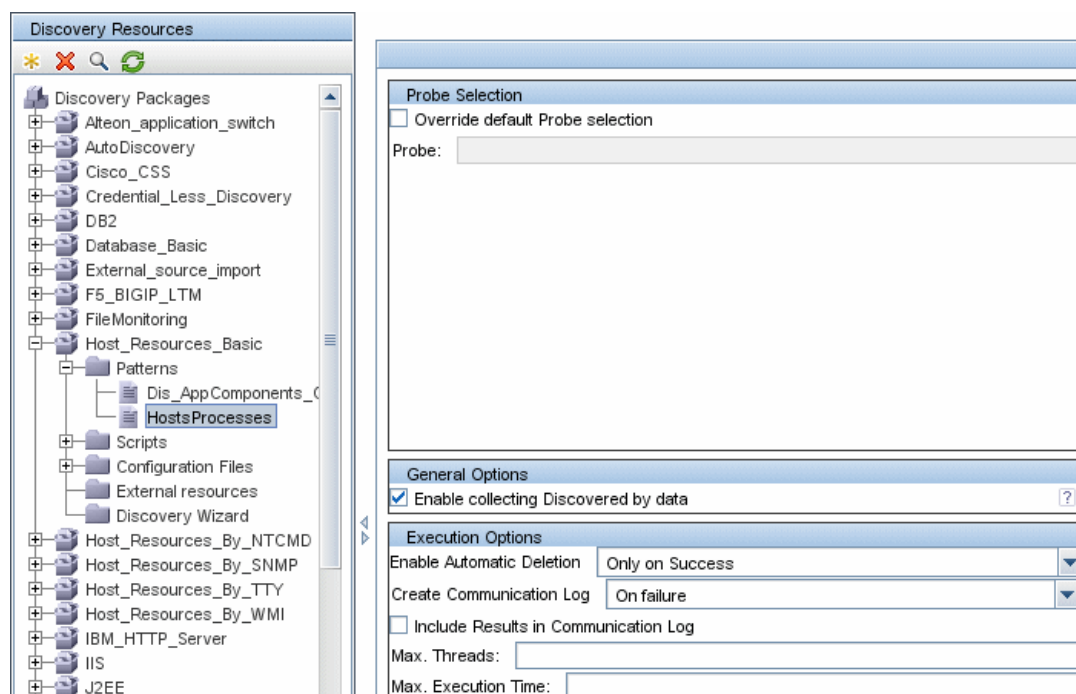 Discovery Resources
Discovery Packages
Alteon_application_switch
AutoDiscovery
Cisco_CSS
Credential_Less_Discovery
DB2
Database_Basic
External_source_import
F5_BIGIP_LTM
FileMonitoring
Host_Resources_Basic
Patterns
Dis_AppComponents_
HostsProcesses
Scripts
Configuration Files
External resources
Discovery Wizard
Host_Resources_By_NTCMD
Host_Resources_By_SNMP
Host_Resources_By_TTY
Host_Resources_By_WMI
IBM_HTTP_Server
IIS
J2EE
Probe Selection
Override default Probe selection
Probe:
General Options
Enable collecting Discovered by data
?
Execution Options
Enable Automatic Deletion Only on Success
Create Communication Log On failure
Include Results in Communication Log
Max. Threads:
Max. Execution Time: